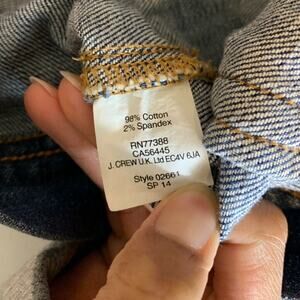 98% Cotton
2% Spandex
RN77388
CA56445
J. CREW U.K. Ltd EC4V 6JA
Style 02661
SP 14